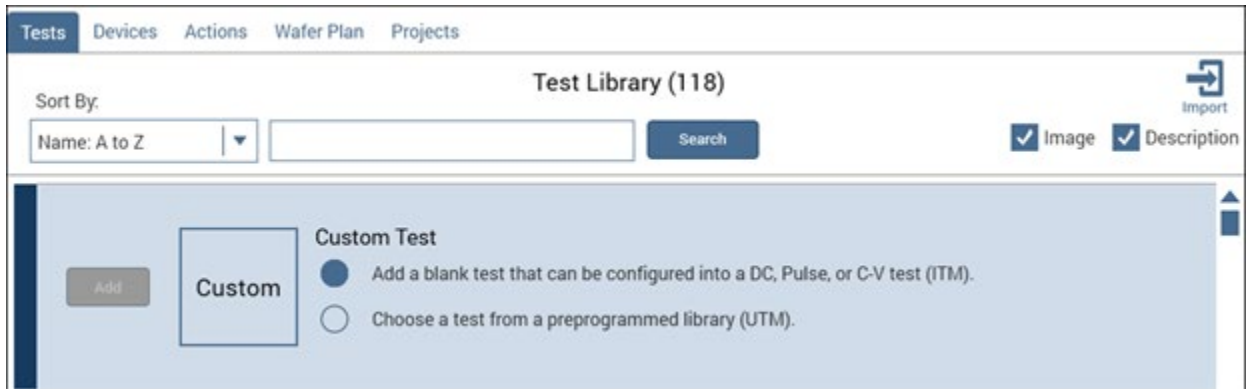 Tests Devices Actions Wafer Plan Projects
Test Library (118)
Import
Sort By:
Name: A to Z Search Image Description
Custom Test
Add a blank test that can be configured into a DC, Pulse, or C-V test (ITM).
Add Custom
Choose a test from a preprogrammed library (UTM).